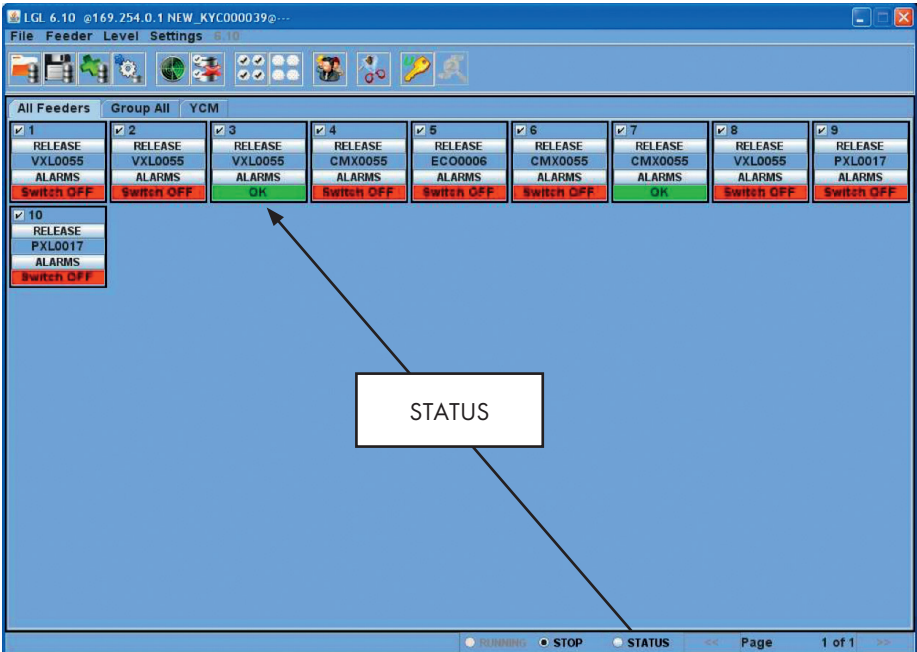 LGL 6.10 @169.254.0.1 NEW_KYC000039@---
File Feeder Level Settings 6.10
All Feeders Group All YCM
1 2 3 4 5 6 7 8 9
RELEASE RELEASE RELEASE RELEASE RELEASE RELEASE RELEASE RELEASE RELEASE
VXL0055 VXL0055 VXL0055 CMX0055 ECO0006 CMX0055 CMX0055 VXL0055 PXL0017
ALARMS ALARMS ALARMS ALARMS ALARMS ALARMS ALARMS ALARMS ALARMS
Switch OFF Switch OFF OK Switch OFF Switch OFF Switch OFF OK Switch OFF Switch OFF
10
RELEASE
PXL0017
ALARMS
Switch OFF
STATUS
RUNNING STOP STATUS << Page 1 of 1 >>